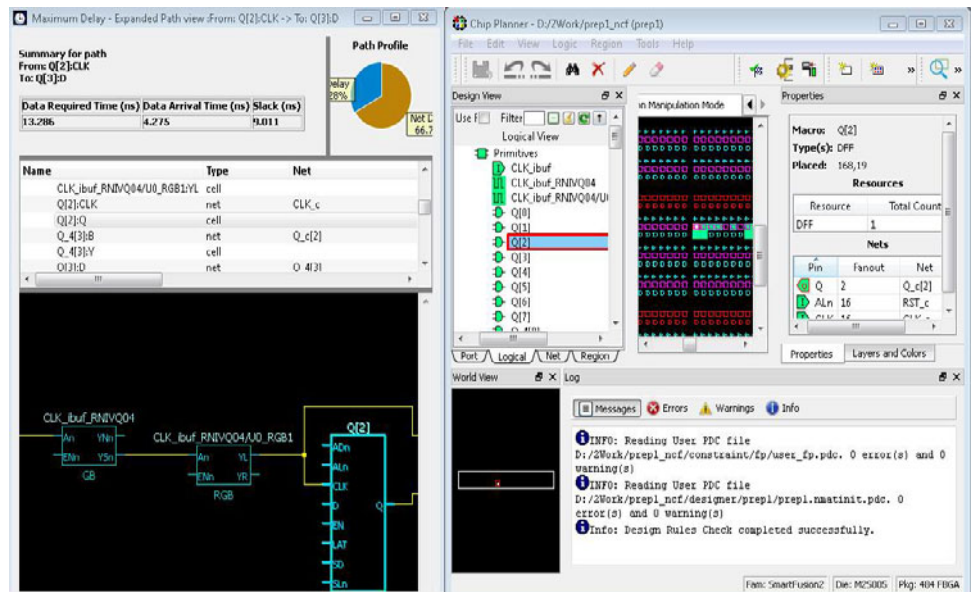 Maximum Delay - Expanded Path view :From: Q[2]:CLK -> To: Q[3]:D
Summary for path
From: Q[2]:CLK
To: Q[3]:D
Data Required Time (ns) Data Arrival Time (ns) Slack (ns)
13.286 4.275 9.011
Path Profile
elay
28%
Net D
66.7
Name Type Net
CLK_ibuf_RNIVQ04/U0_RGB1:YL cell
Q[2]:CLK net CLK_c
Q[2]:Q cell
Q_4[3]:B net Q_c[2]
Q_4[3]:Y cell
Q[3]:D net Q_4[3]
CLK_ibuf_RNIVQ04
An YNn
ENn YSn
GB
CLK_ibuf_RNIVQ04/U0_RGB1
An YL
ENn YR
RGB
Q[2]
ADn
ALn
CLK
D Q
EN
LAT
SD
SLn
Chip Planner - D:/2Work/prep1_ncf (prep1)
File Edit View Logic Region Tools Help
Design View
Filter
Logical View
Primitives
CLK_ibuf
CLK_ibuf_RNIVQ04
CLK_ibuf_RNIVQ04/U
Q[0]
Q[1]
Q[2]
Q[3]
Q[4]
Q[5]
Q[6]
Q[7]
Port Logical Net Region
n Manipulation Mode
Properties
Macro: Q[2]
Type(s): DFF
Placed: 168,19
Resources
Resource Total Count
DFF 1
Nets
Pin Fanout Net
Q 2 Q_c[2]
ALn 16 RST_c
CLK 16 CLK_c
Properties Layers and Colors
World View
Log
Messages Errors Warnings Info
INFO: Reading User PDC file
D:/2Work/prep1_ncf/constraint/fp/user_fp.pdc. 0 error(s) and 0
warning(s)
INFO: Reading User PDC file
D:/2Work/prep1_ncf/designer/prep1/prep1.nmatinit.pdc. 0
error(s) and 0 warning(s)
Info: Design Rules Check completed successfully.
Fam: SmartFusion2 Die: M2S005 Pkg: 484 FBGA